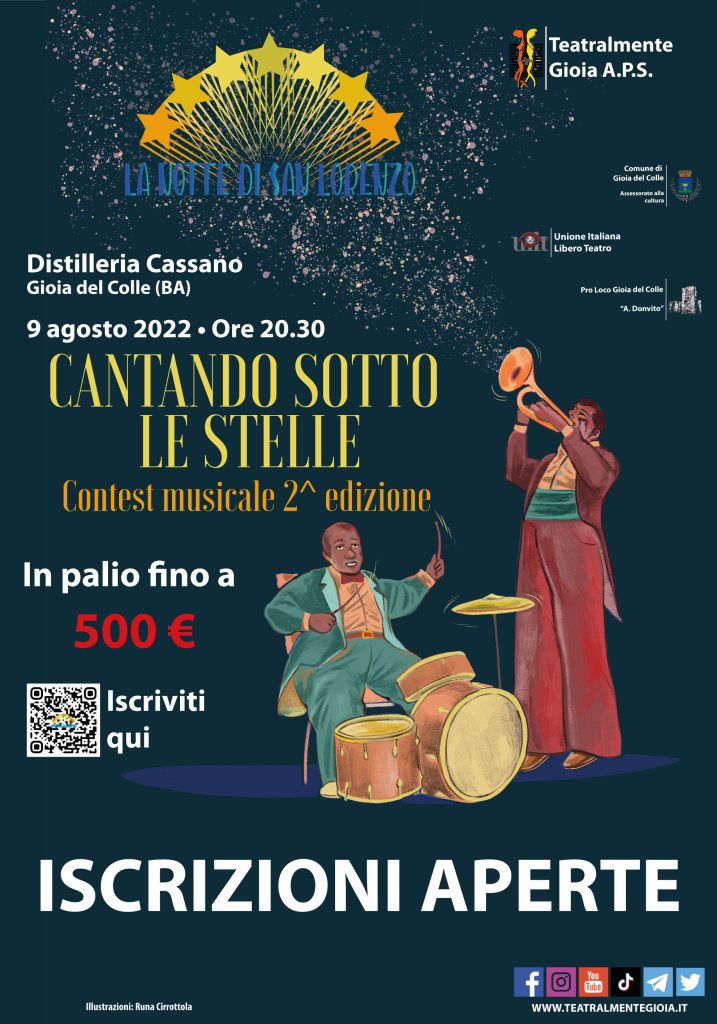 Teatralmente
Gioia A.P.S.
LA NOTTE DI SAN LORENZO
Comune di
Gioia del Colle
Assessorato alla
cultura
uilt
Unione Italiana
Libero Teatro
Pro Loco Gioia del Colle
"A. Donvito"
Distilleria Cassano
Gioia del Colle (BA)
9 agosto 2022 • Ore 20.30
CANTANDO SOTTO
LE STELLE
Contest musicale 2^ edizione
In palio fino a
500 €
Iscriviti
qui
ISCRIZIONI APERTE
You
Tube
WWW.TEATRALMENTEGIOIA.IT
Illustrazioni: Runa Cirrottola